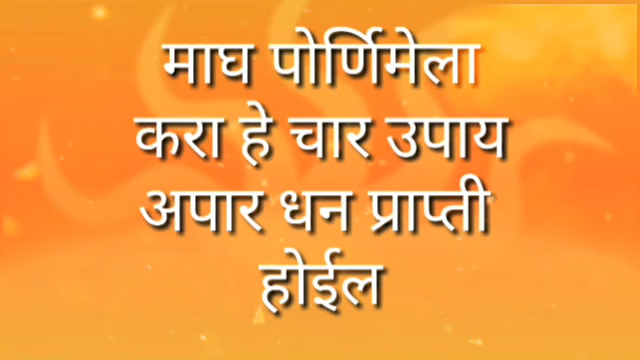 माघ पोर्णिमेला
करा हे चार उपाय
अपार धन प्राप्ती
होईल